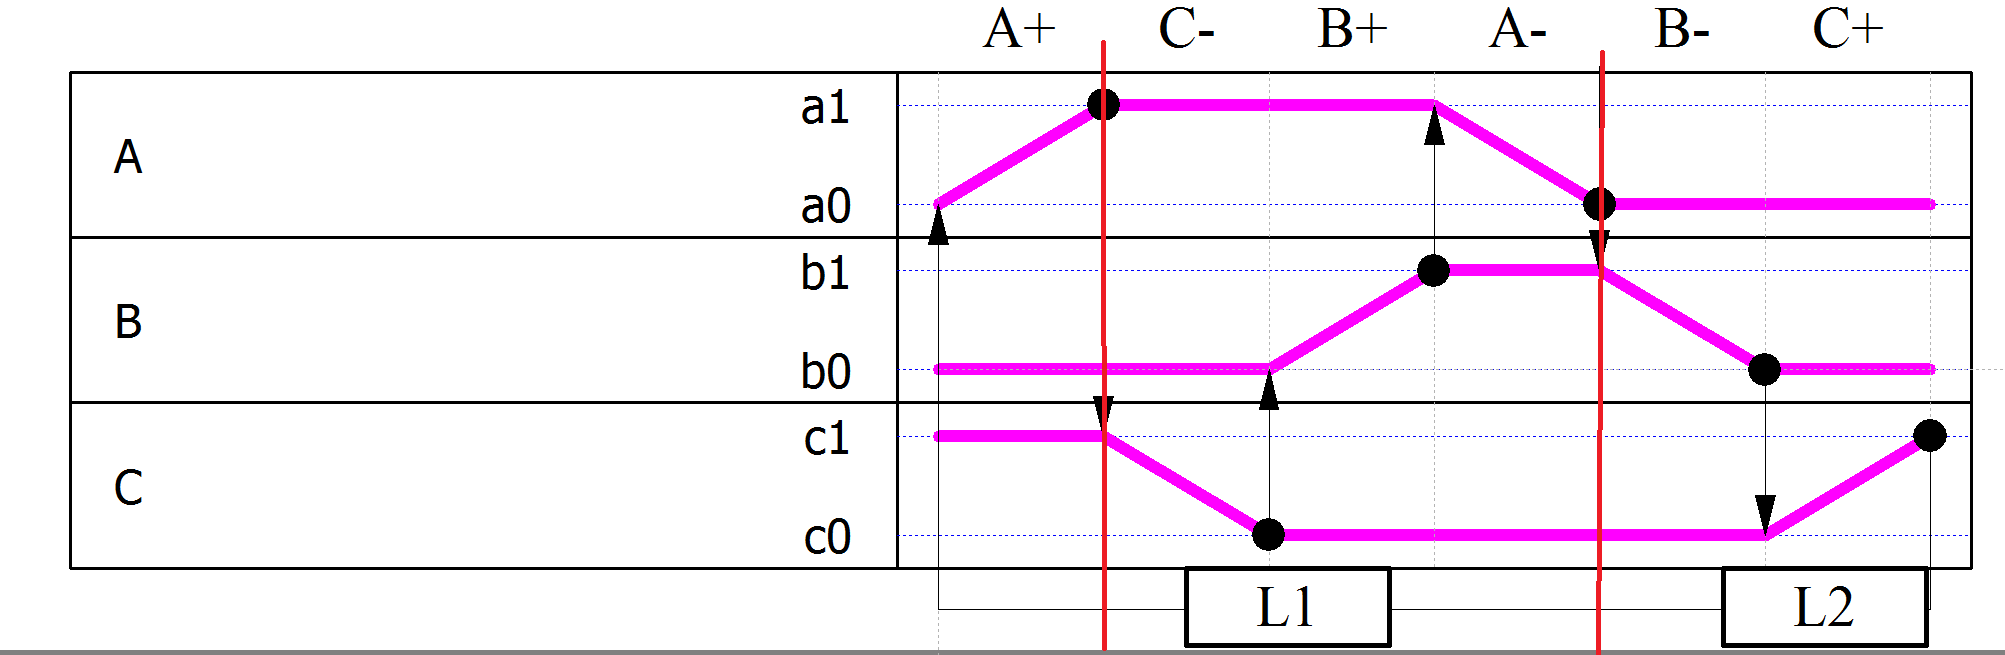 A+ C- B+ A- B- C+
a1
A
a0
b1
B
b0
c1
C
c0
L1 L2